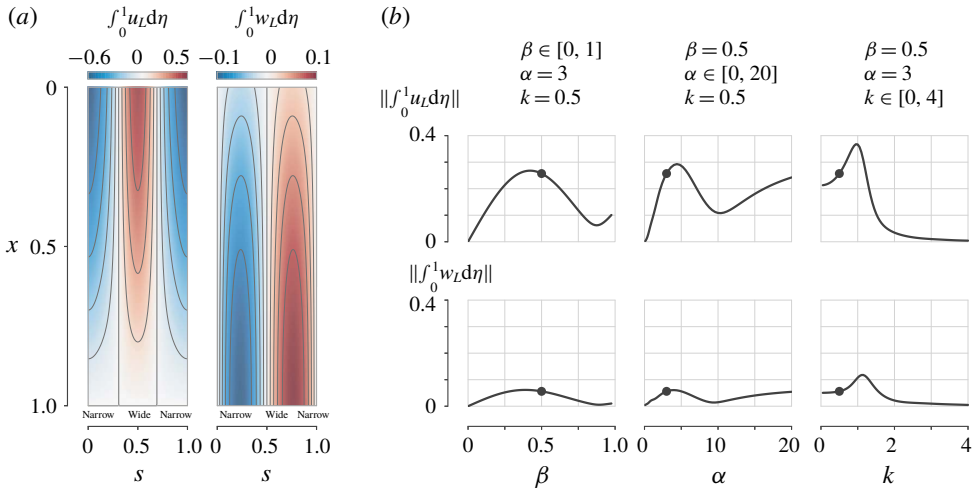 (a)
∫₀¹u_L dη
∫₀¹w_L dη
−0.6 0 0.5
−0.1 0 0.1
0
x 0.5
1.0
Narrow Wide Narrow
Narrow Wide Narrow
0 0.5 1.0
0 0.5 1.0
s
s
(b)
β ∈ [0, 1]
α = 3
k = 0.5
β = 0.5
α ∈ [0, 20]
k = 0.5
β = 0.5
α = 3
k ∈ [0, 4]
||∫₀¹u_L dη||
0.4
0.2
0
||∫₀¹w_L dη||
0.4
0
0 0.5 1.0
0 10 20
0 2 4
β
α
k